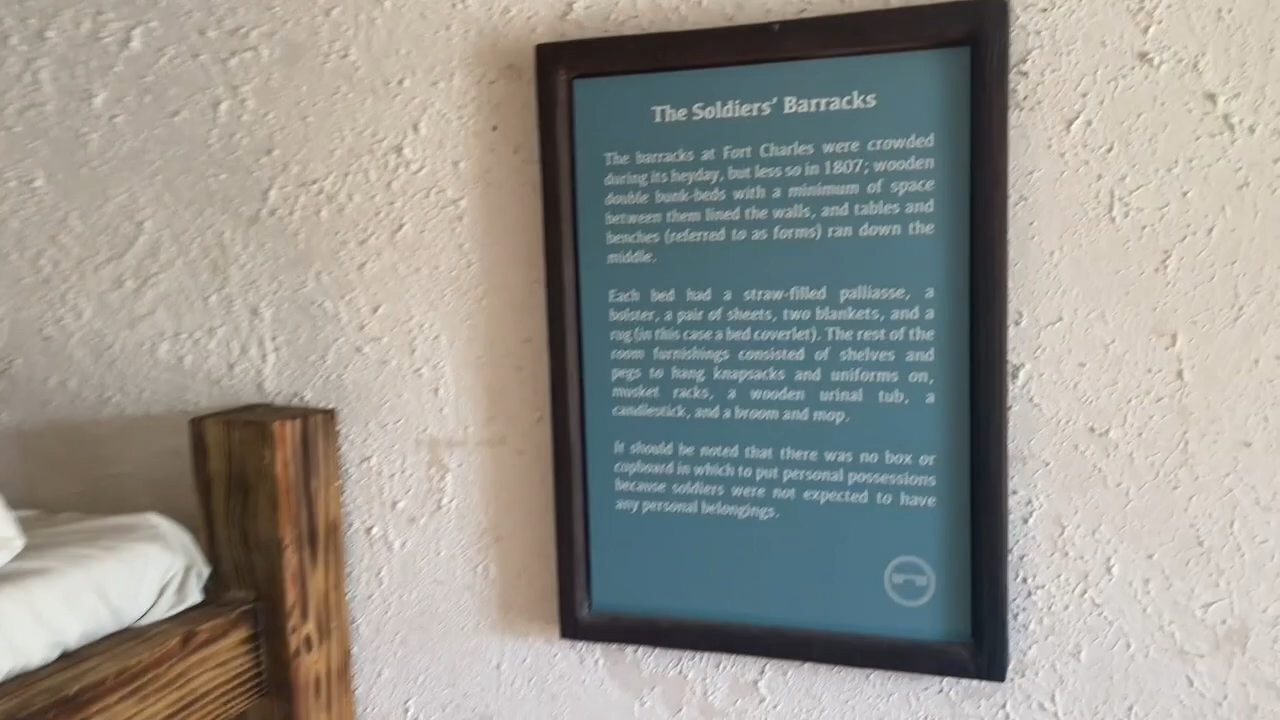 The Soldiers' Barracks
The barracks at Fort Charles were crowded
during its heyday, but less so in 1807; wooden
double bunk-beds with a minimum of space
between them lined the walls, and tables and
benches (referred to as forms) ran down the
middle.
Each bed had a straw-filled palliasse, a
bolster, a pair of sheets, two blankets, and a
rug (in this case a bed coverlet). The rest of the
room furnishings consisted of shelves and
pegs to hang knapsacks and uniforms on,
musket racks, a wooden urinal tub, a
candlestick, and a broom and mop.
It should be noted that there was no box or
cupboard in which to put personal possessions
because soldiers were not expected to have
any personal belongings.